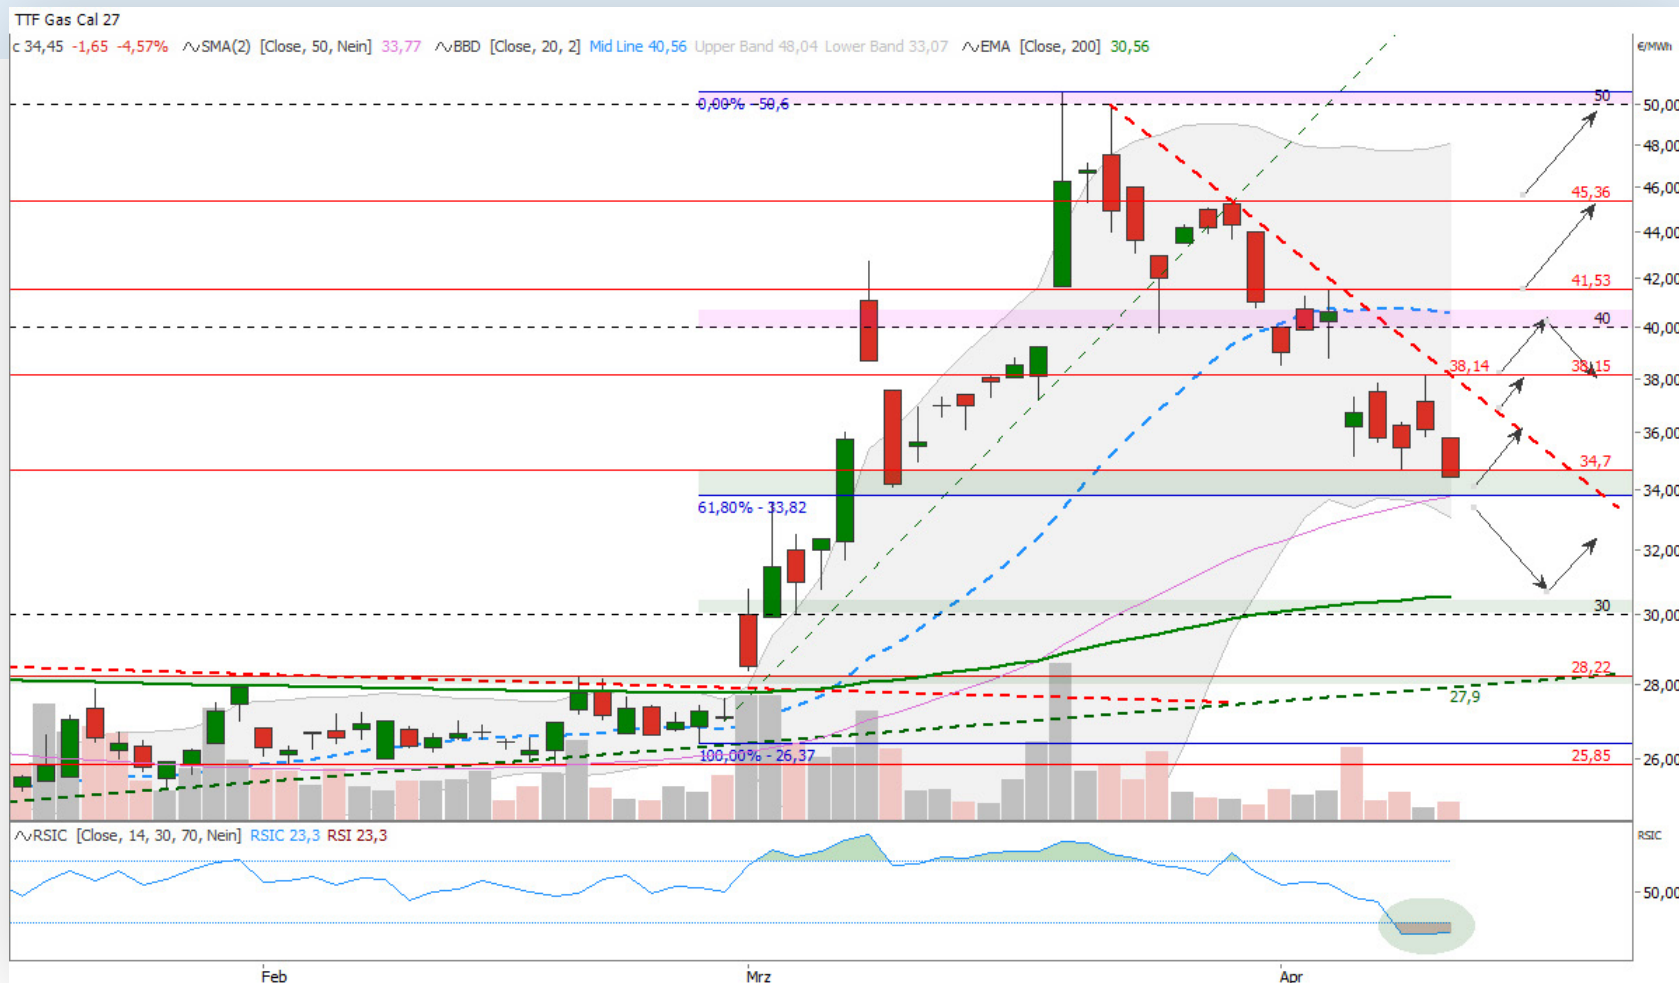 TTF Gas Cal 27
c 34,45 -1,65 -4,57% SMA(2) [Close, 50, Nein] 33,77 BBD [Close, 20, 2] Mid Line 40,56 Upper Band 48,04 Lower Band 33,07 EMA [Close, 200] 30,56
€/MWh
0,00% - 50,6
50
50,00
48,00
46,00
45,36
44,00
42,00
41,53
40
40,00
38,14
38,15
38,00
36,00
34,7
34,00
61,80% - 33,82
32,00
30
30,00
28,22
28,00
27,9
100,00% - 26,37
25,85
26,00
RSIC [Close, 14, 30, 70, Nein] RSIC 23,3 RSI 23,3
RSIC
50,00
Feb
Mrz
Apr